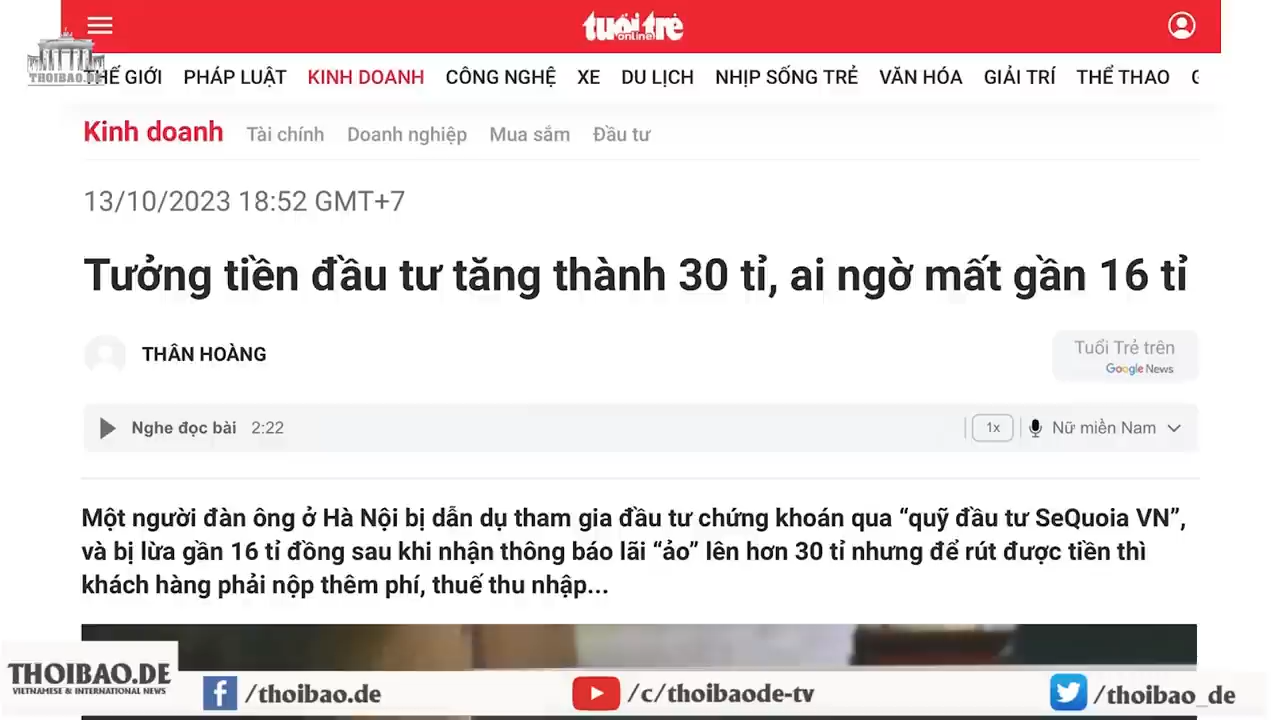 tuổi trẻ
online
THOIBAO.DE
THẾ GIỚI PHÁP LUẬT KINH DOANH CÔNG NGHỆ XE DU LỊCH NHỊP SỐNG TRẺ VĂN HÓA GIẢI TRÍ THỂ THAO G
Kinh doanh Tài chính Doanh nghiệp Mua sắm Đầu tư
13/10/2023 18:52 GMT+7
Tưởng tiền đầu tư tăng thành 30 tỉ, ai ngờ mất gần 16 tỉ
THÂN HOÀNG
Tuổi Trẻ trên
Google News
Nghe đọc bài 2:22 1x Nữ miền Nam
Một người đàn ông ở Hà Nội bị dẫn dụ tham gia đầu tư chứng khoán qua “quỹ đầu tư SeQuoia VN”,
và bị lừa gần 16 tỉ đồng sau khi nhận thông báo lãi “ảo” lên hơn 30 tỉ nhưng để rút được tiền thì
khách hàng phải nộp thêm phí, thuế thu nhập...
THOIBAO.DE
VIETNAMESE & INTERNATIONAL NEWS
/thoibao.de /c/thoibaode-tv /thoibao_de